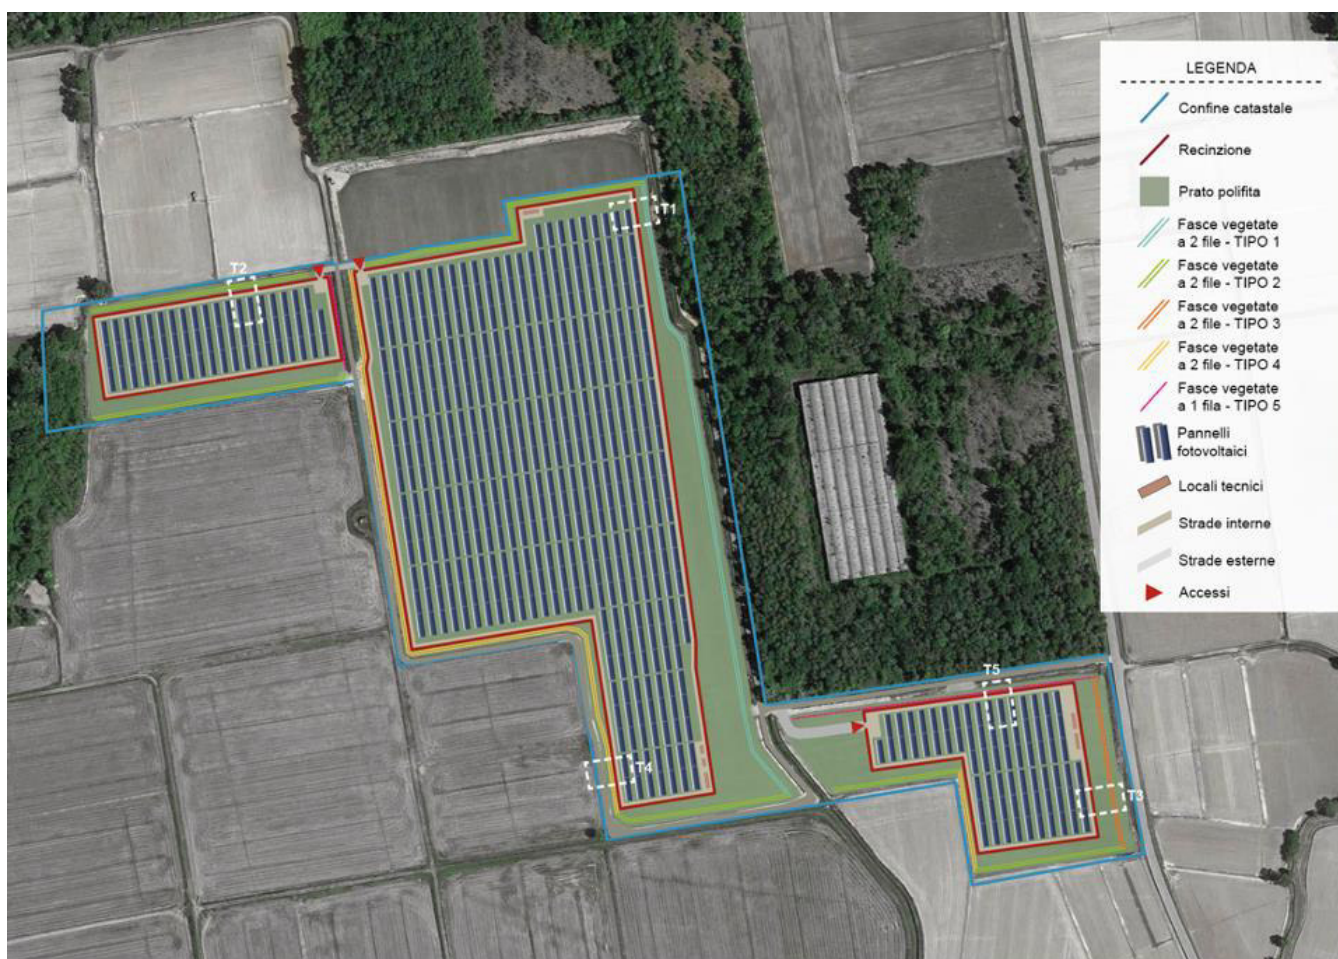 LEGENDA
Confine catastale
Recinzione
Prato polifita
Fasce vegetate
a 2 file - TIPO 1
Fasce vegetate
a 2 file - TIPO 2
Fasce vegetate
a 2 file - TIPO 3
Fasce vegetate
a 2 file - TIPO 4
Fasce vegetate
a 1 fila - TIPO 5
Pannelli
fotovoltaici
Locali tecnici
Strade interne
Strade esterne
Accessi
T1
T2
T5
T4
T3